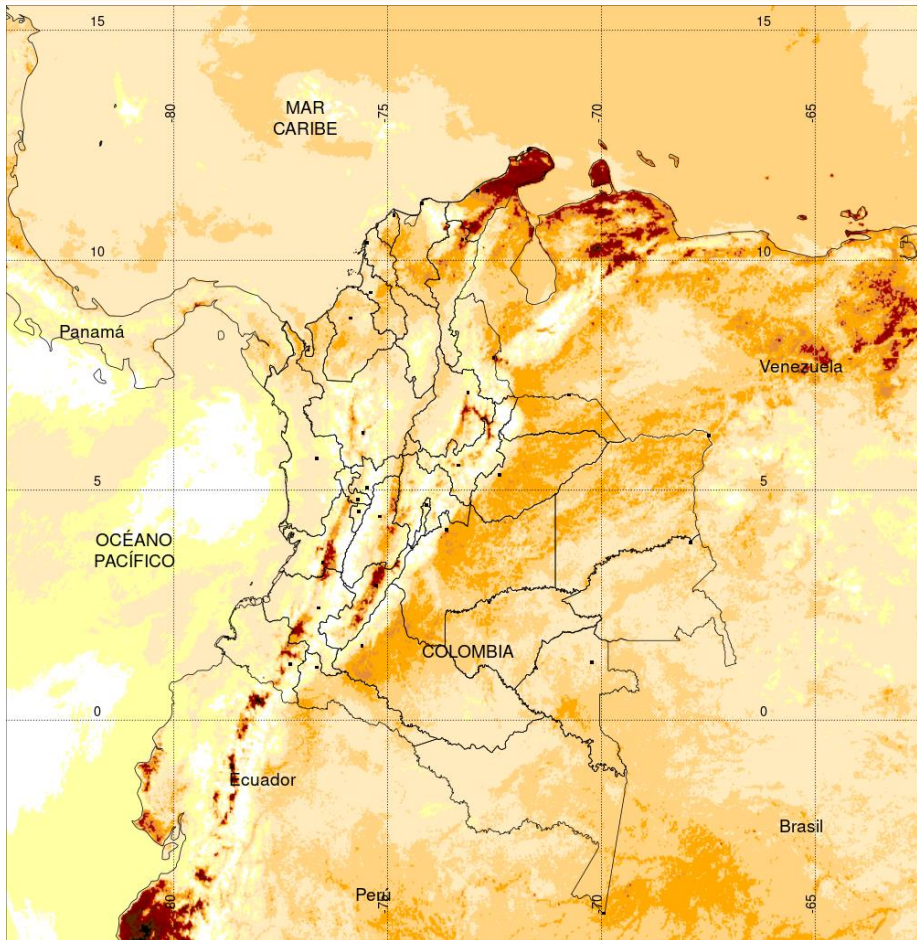 15
15
-80
-75
-70
-65
MAR
CARIBE
10
10
Panamá
Venezuela
5
5
OCÉANO
PACÍFICO
COLOMBIA
0
0
Ecuador
Brasil
Perú
-80
-75
-70
-65